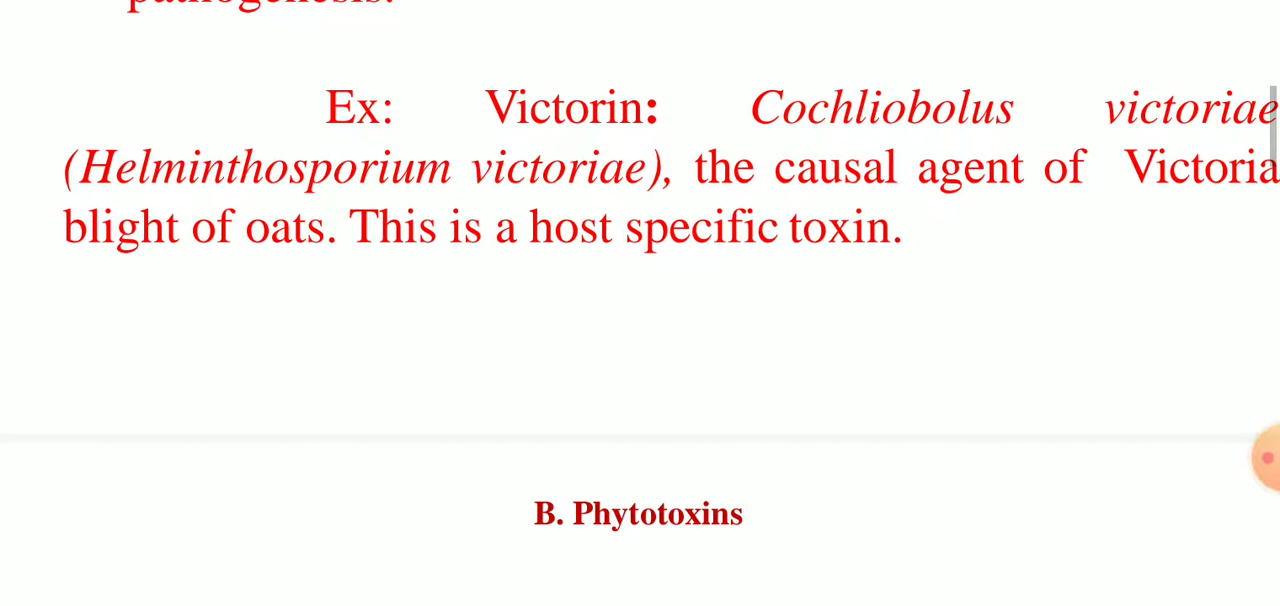 pathogenesis.
Ex: Victorin: Cochliobolus victoriae
(Helminthosporium victoriae), the causal agent of Victoria
blight of oats. This is a host specific toxin.
B. Phytotoxins